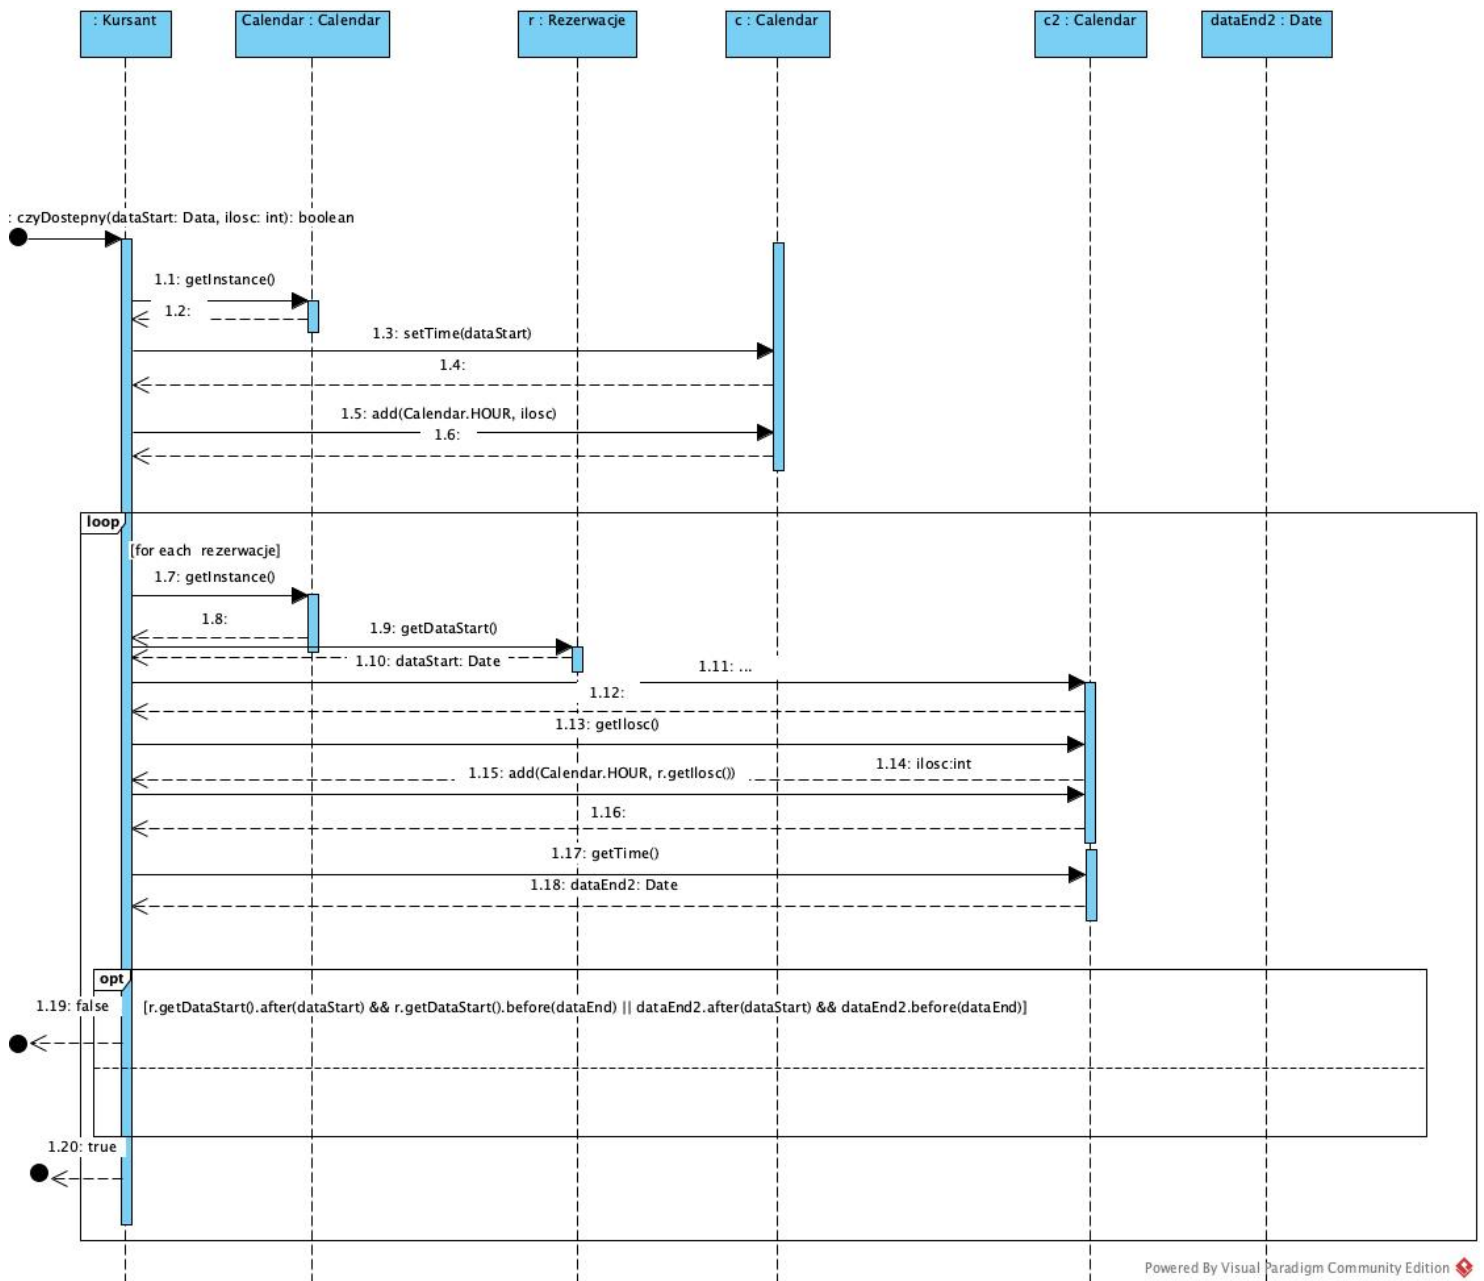 : Kursant
Calendar : Calendar
r : Rezerwacje
c : Calendar
c2 : Calendar
dataEnd2 : Date
: czyDostepny(dataStart: Data, ilosc: int): boolean
1.1: getInstance()
1.2:
1.3: setTime(dataStart)
1.4:
1.5: add(Calendar.HOUR, ilosc)
1.6:
loop
[for each rezerwacje]
1.7: getInstance()
1.8:
1.9: getDataStart()
1.10: dataStart: Date
1.11: ...
1.12:
1.13: getIlosc()
1.14: ilosc:int
1.15: add(Calendar.HOUR, r.getIlosc())
1.16:
1.17: getTime()
1.18: dataEnd2: Date
opt
1.19: false
[r.getDataStart().after(dataStart) && r.getDataStart().before(dataEnd) || dataEnd2.after(dataStart) && dataEnd2.before(dataEnd)]
1.20: true
Powered By Visual Paradigm Community Edition